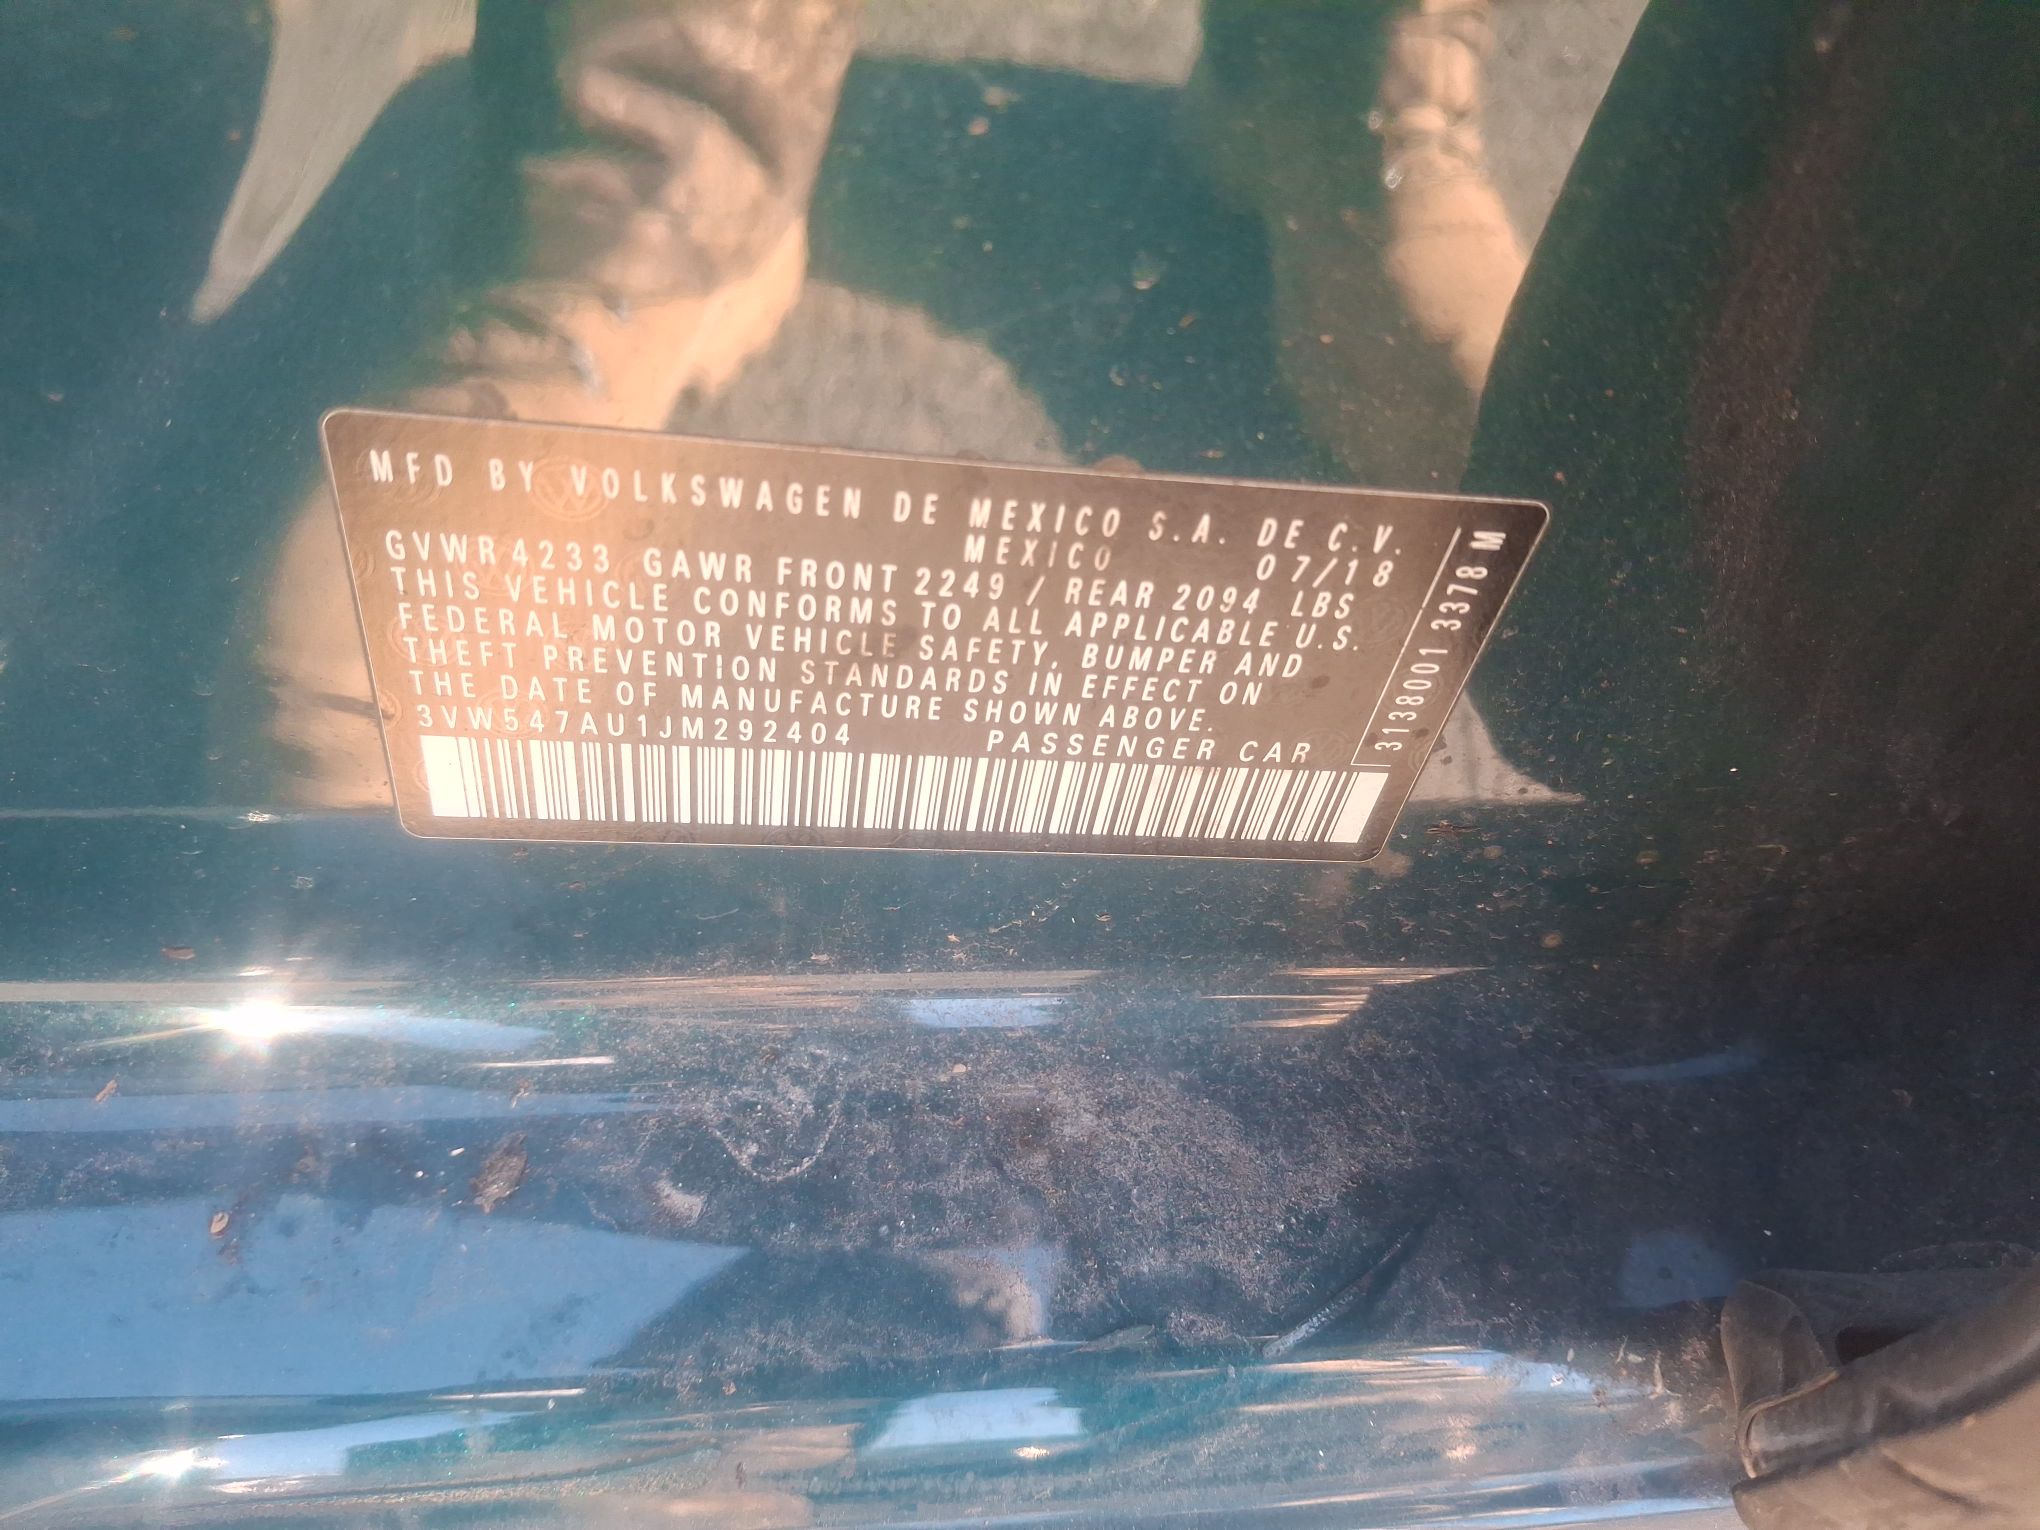 MFD BY VOLKSWAGEN DE MEXICO S.A. DE C.V.
MEXICO 07/18
GVWR 4233 GAWR FRONT 2249 / REAR 2094 LBS
THIS VEHICLE CONFORMS TO ALL APPLICABLE U.S.
FEDERAL MOTOR VEHICLE SAFETY, BUMPER AND
THEFT PREVENTION STANDARDS IN EFFECT ON
THE DATE OF MANUFACTURE SHOWN ABOVE.
3VW547AU1JM292404 PASSENGER CAR
3138001 3378 M